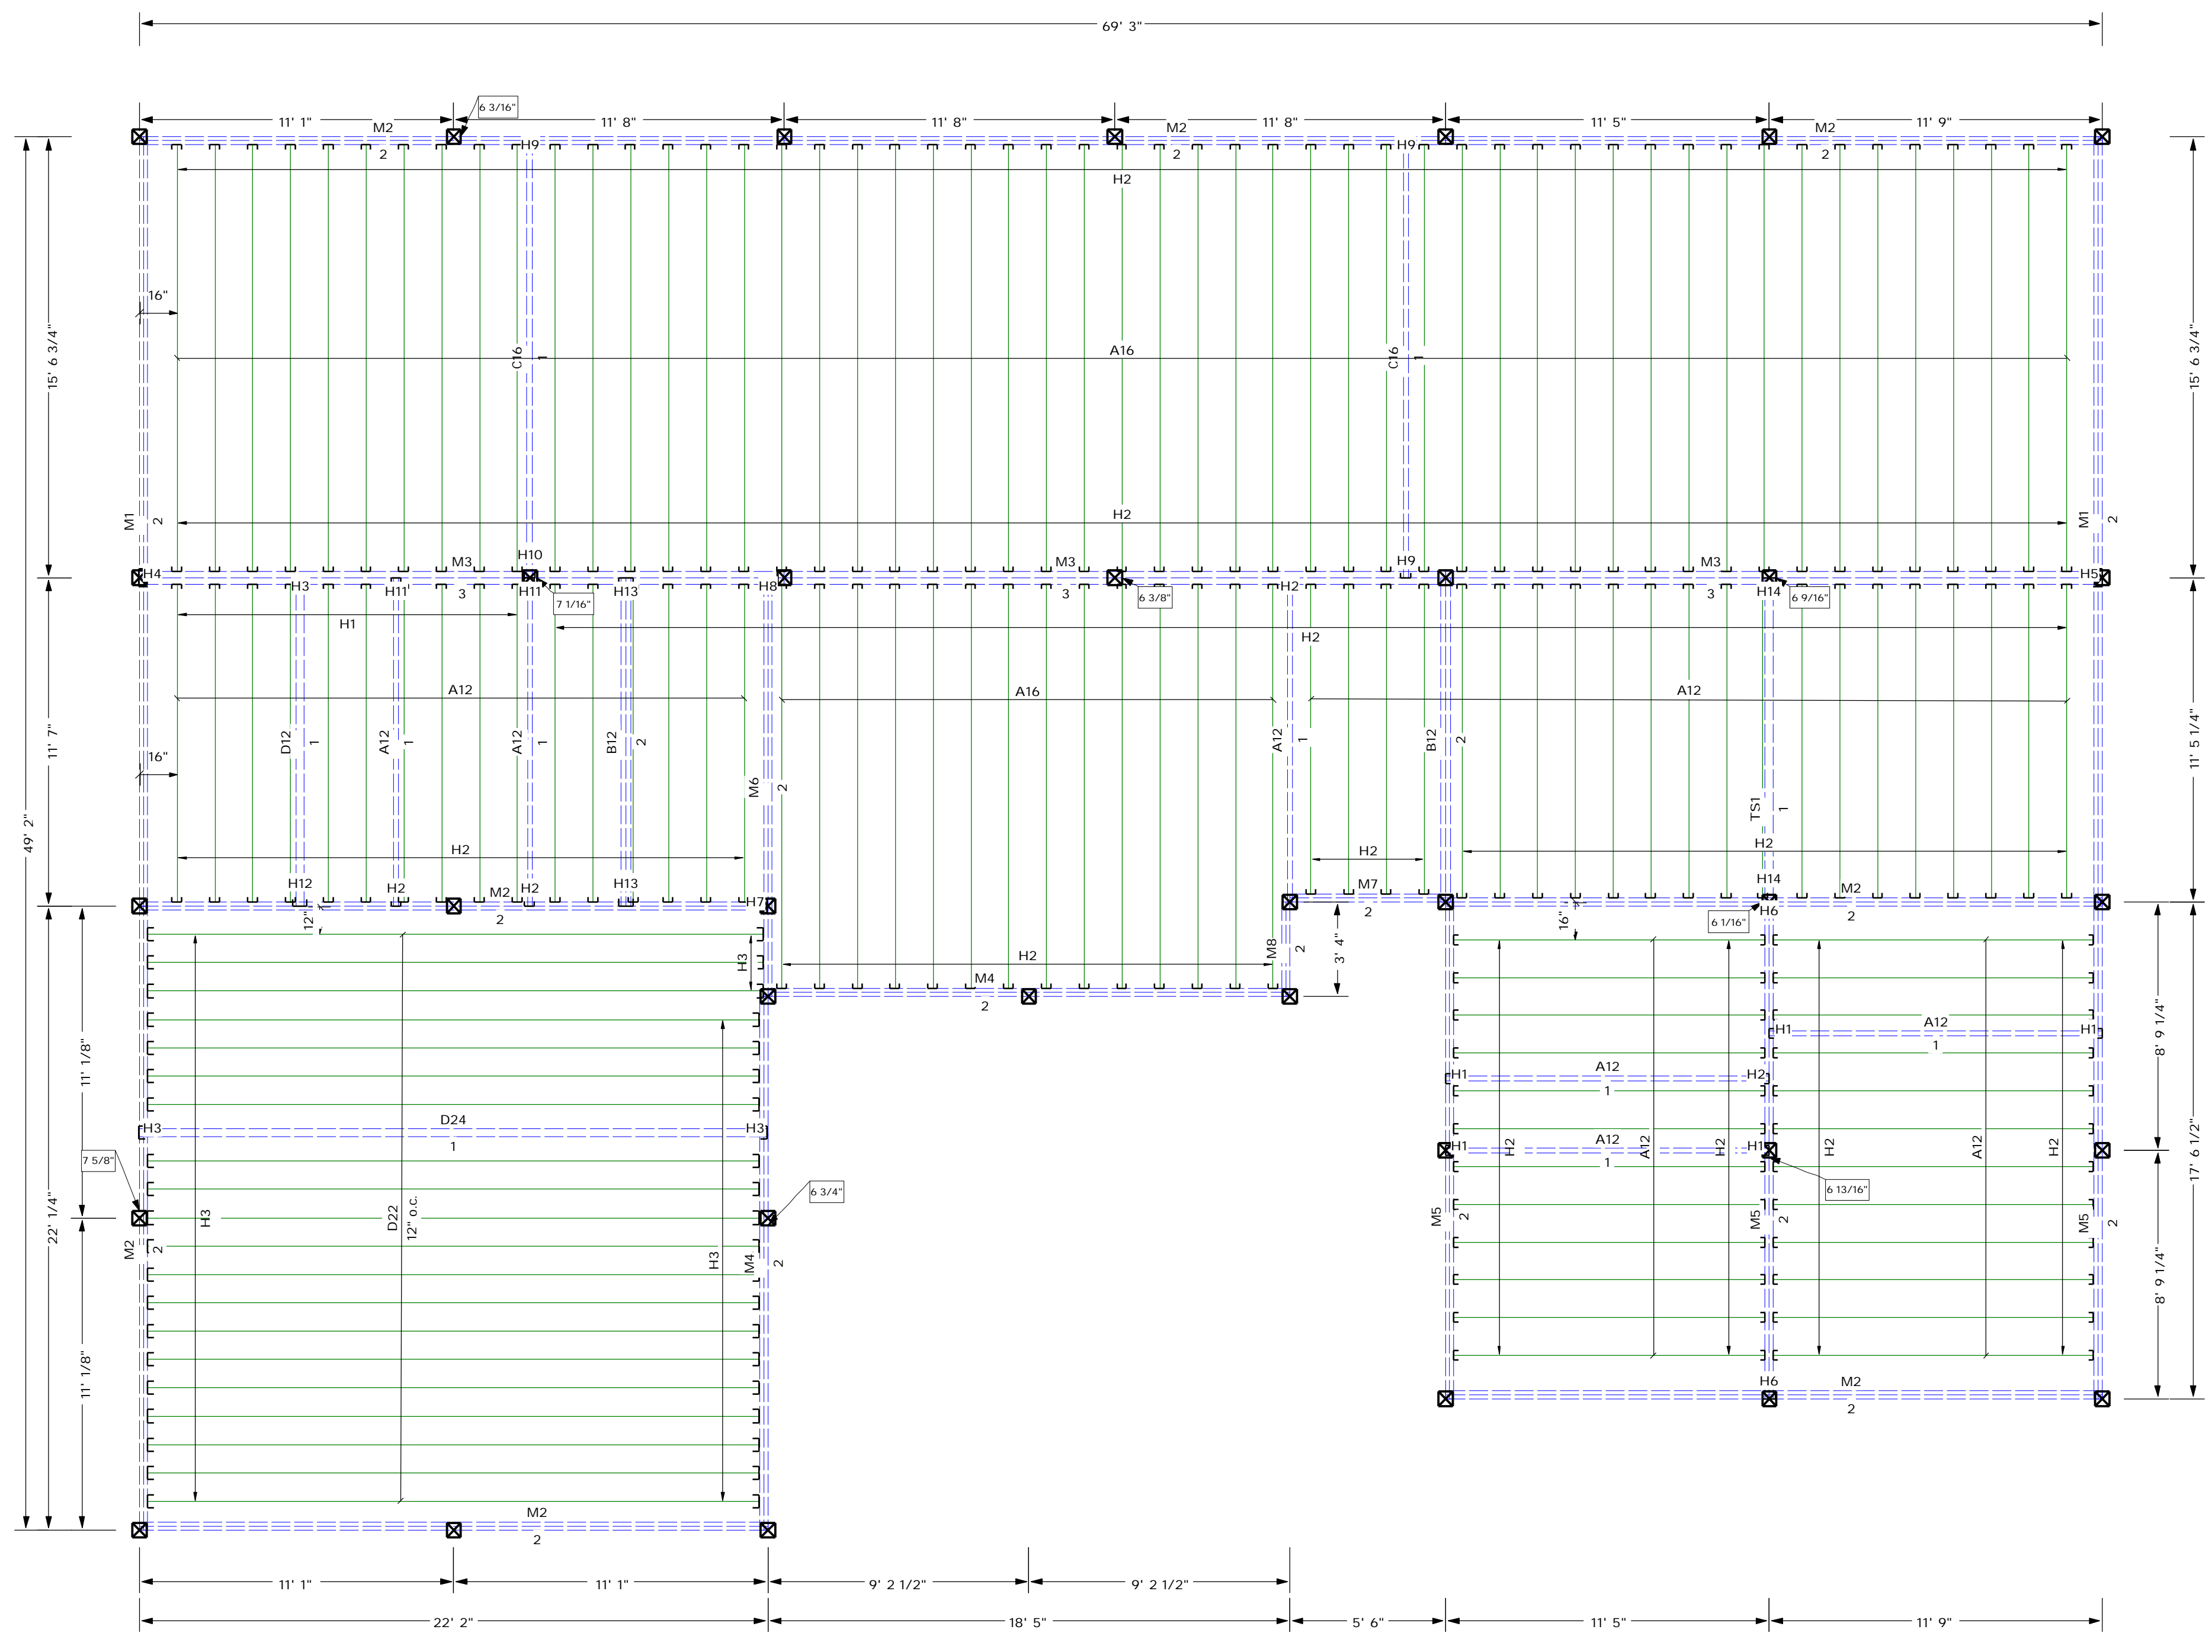 69' 3"
6 3/16"
11' 1"
11' 8"
11' 8"
11' 8"
11' 5"
11' 9"
M2
2
M2
2
M2
2
H9
H9
H2
16"
15' 6 3/4"
15' 6 3/4"
C16
1
A16
C16
1
M1
2
H2
M1
2
H10
H4
M3
3
H3
H11
H11
7 1/16"
H13
H8
M3
3
6 3/8"
H2
H9
M3
3
H14
6 9/16"
H5
H1
H2
A12
A16
A12
11' 7"
49' 2"
16"
D12
1
A12
1
A12
1
B12
2
M6
2
A12
1
B12
2
TS1
1
11' 5 1/4"
H2
H2
H2
H12
H2
M2
2
H2
H13
H7
M7
2
H14
M2
2
H6
6 1/16"
12"
16"
H3
H2
M4
2
M8
2
3' 4"
11' 1/8"
8' 9 1/4"
H1
A12
1
H1
H1
A12
1
H2
H3
D24
1
H3
H1
A12
1
H1
H2
A12
H2
H2
A12
H2
7 5/8"
6 3/4"
6 13/16"
22' 1/4"
17' 6 1/2"
H3
D22
12" o.c.
H3
M2
2
M4
2
M5
2
M5
2
M5
2
11' 1/8"
8' 9 1/4"
H6
M2
2
M2
2
11' 1"
11' 1"
9' 2 1/2"
9' 2 1/2"
22' 2"
18' 5"
5' 6"
11' 5"
11' 9"